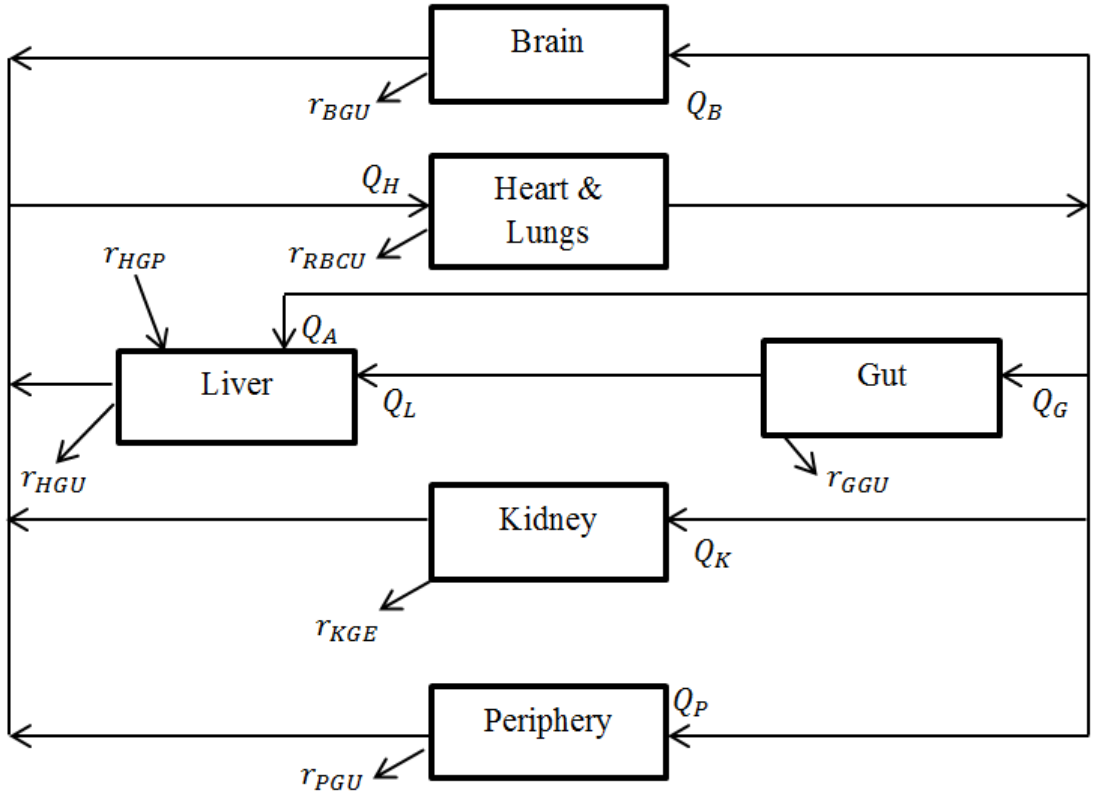 Brain
r_BGU
Q_B
Q_H
Heart &
Lungs
r_RBCU
r_HGP
Q_A
Liver
Q_L
Gut
Q_G
r_HGU
r_GGU
Kidney
Q_K
r_KGE
Periphery
Q_P
r_PGU